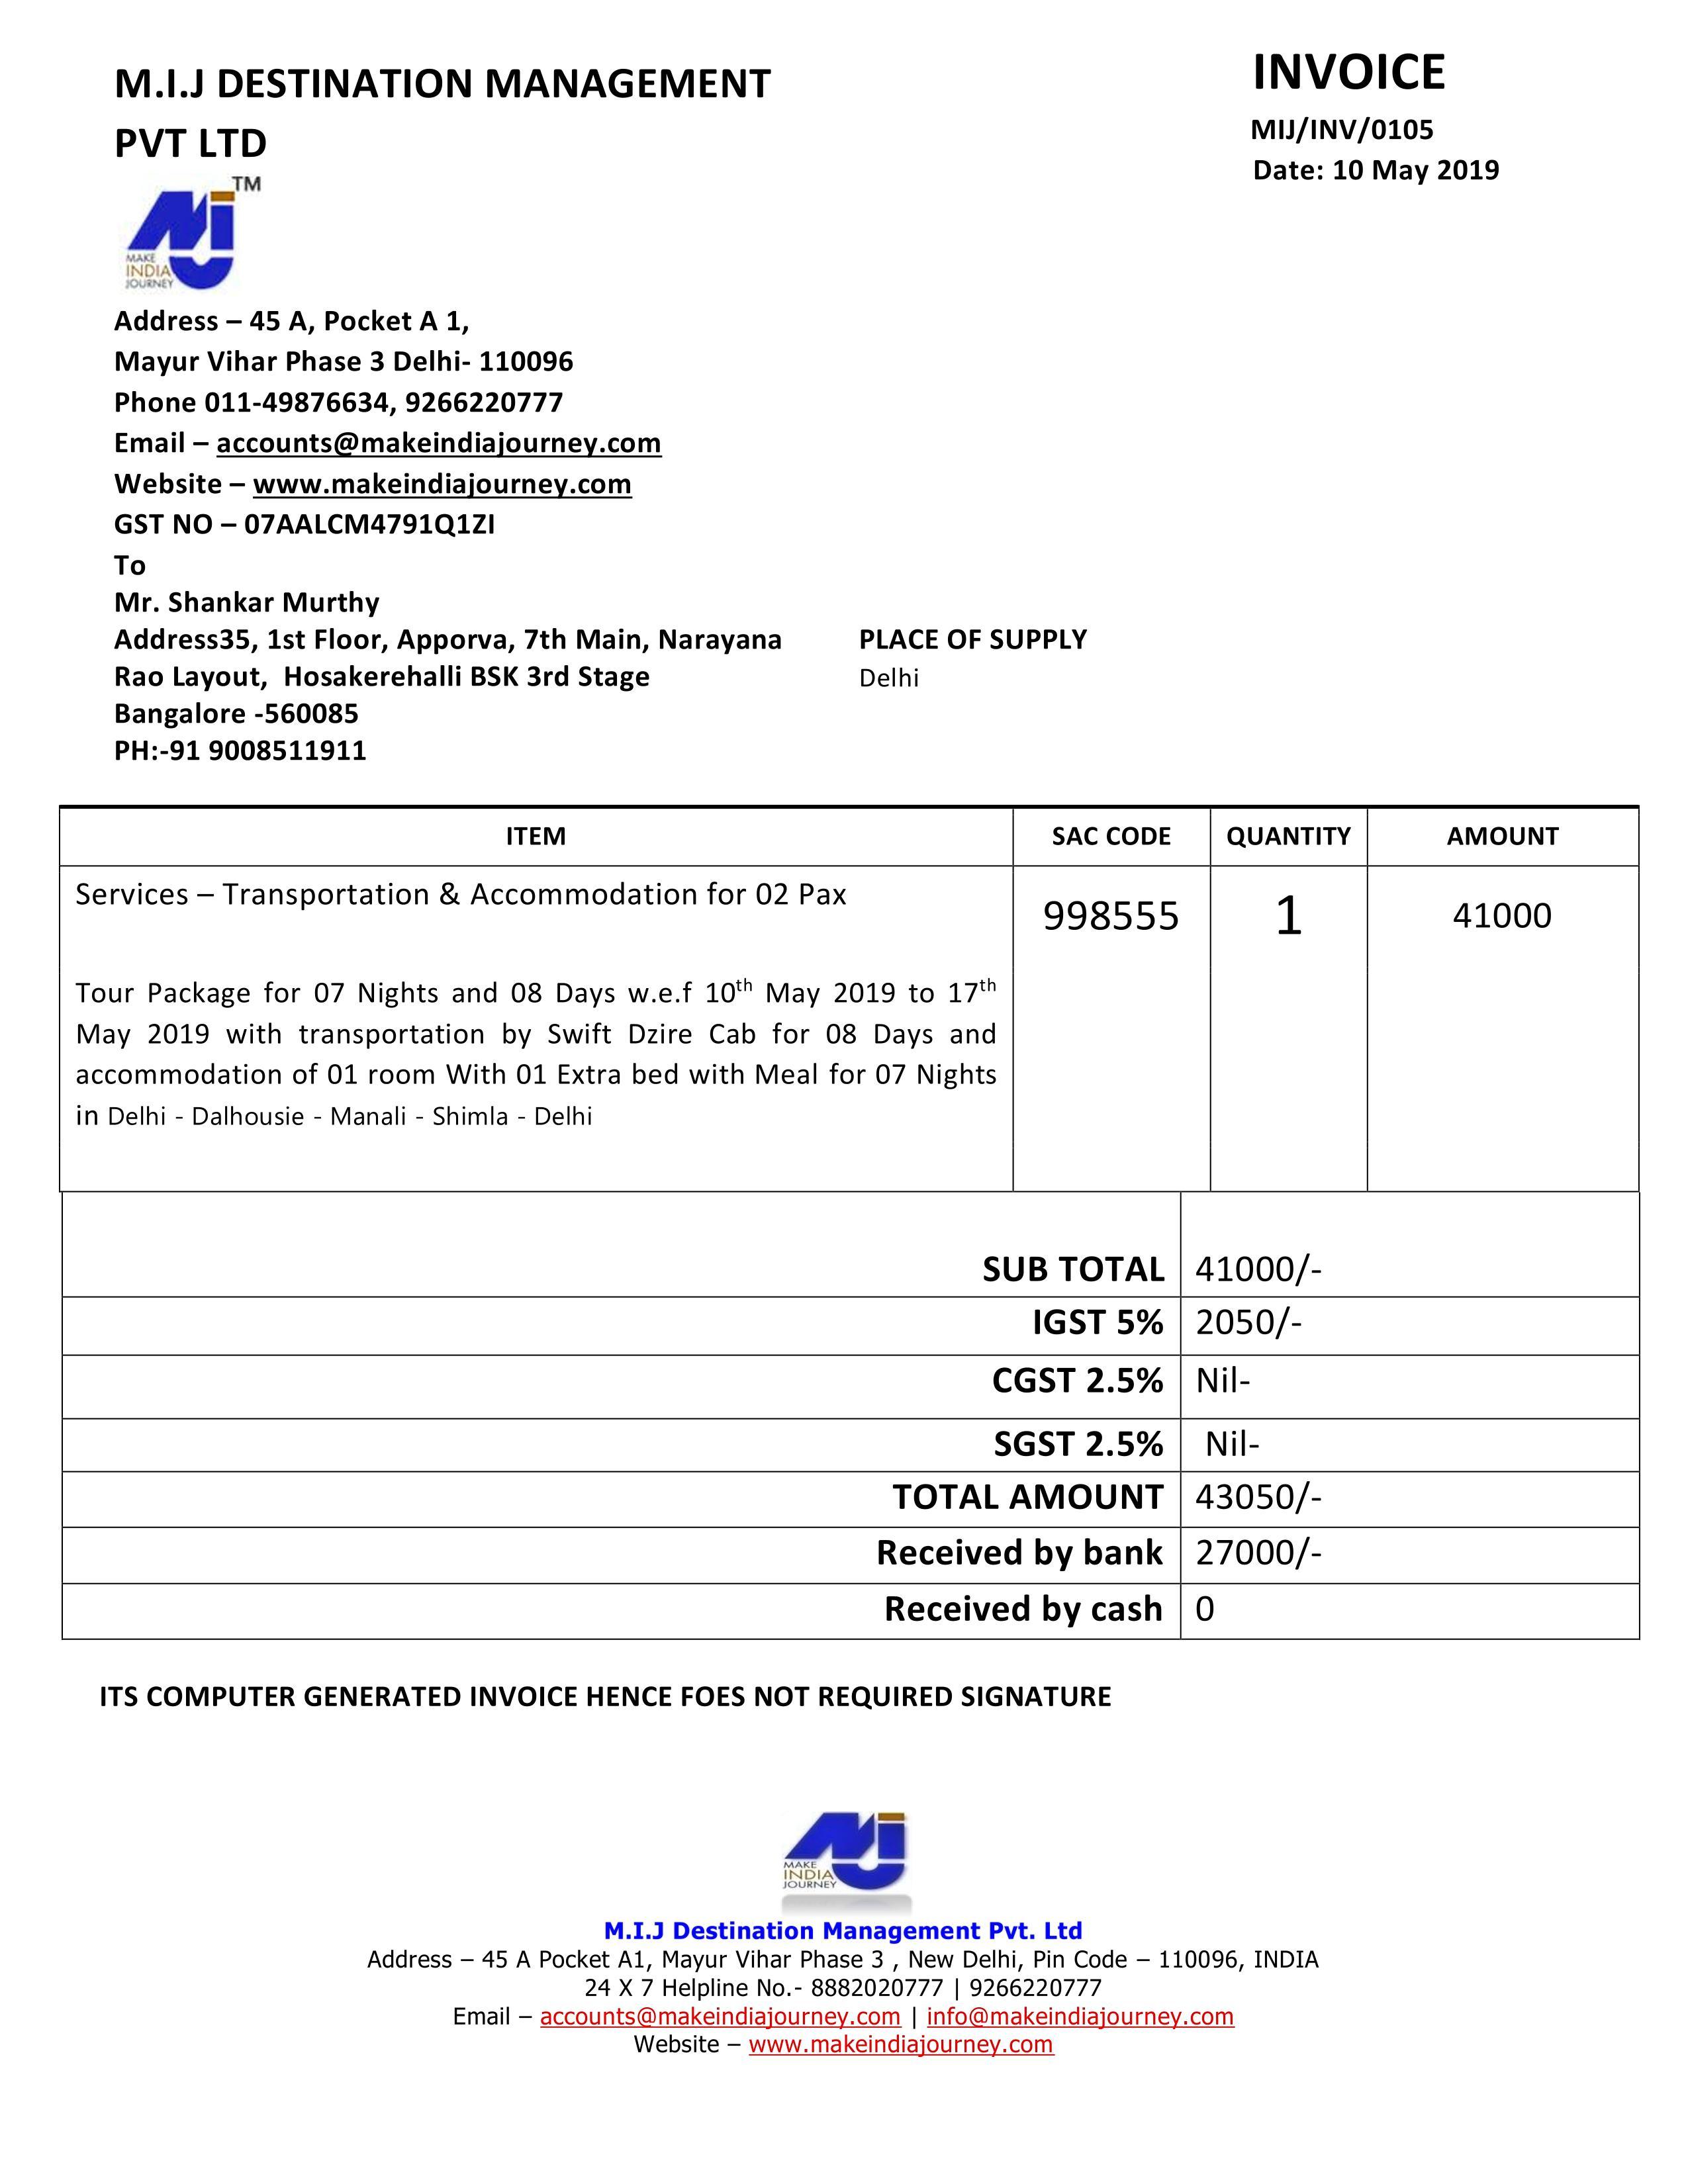 M.I.J DESTINATION MANAGEMENT
PVT LTD
INVOICE
MIJ/INV/0105
Date: 10 May 2019
TM
MAKE
INDIA
JOURNEY
Address – 45 A, Pocket A 1,
Mayur Vihar Phase 3 Delhi- 110096
Phone 011-49876634, 9266220777
Email – accounts@makeindiajourney.com
Website – www.makeindiajourney.com
GST NO – 07AALCM4791Q1ZI
To
Mr. Shankar Murthy
Address35, 1st Floor, Apporva, 7th Main, Narayana
Rao Layout,  Hosakerehalli BSK 3rd Stage
Bangalore -560085
PH:-91 9008511911
PLACE OF SUPPLY
Delhi
ITEM SAC CODE QUANTITY AMOUNT
Services – Transportation & Accommodation for 02 Pax 998555 1 41000
Tour Package for 07 Nights and 08 Days w.e.f 10th May 2019 to 17th
May 2019 with transportation by Swift Dzire Cab for 08 Days and
accommodation of 01 room With 01 Extra bed with Meal for 07 Nights
in Delhi - Dalhousie - Manali - Shimla - Delhi
SUB TOTAL 41000/-
IGST 5% 2050/-
CGST 2.5% Nil-
SGST 2.5% Nil-
TOTAL AMOUNT 43050/-
Received by bank 27000/-
Received by cash 0
ITS COMPUTER GENERATED INVOICE HENCE FOES NOT REQUIRED SIGNATURE
MAKE
INDIA
JOURNEY
M.I.J Destination Management Pvt. Ltd
Address – 45 A Pocket A1, Mayur Vihar Phase 3 , New Delhi, Pin Code – 110096, INDIA
24 X 7 Helpline No.- 8882020777 | 9266220777
Email – accounts@makeindiajourney.com | info@makeindiajourney.com
Website – www.makeindiajourney.com